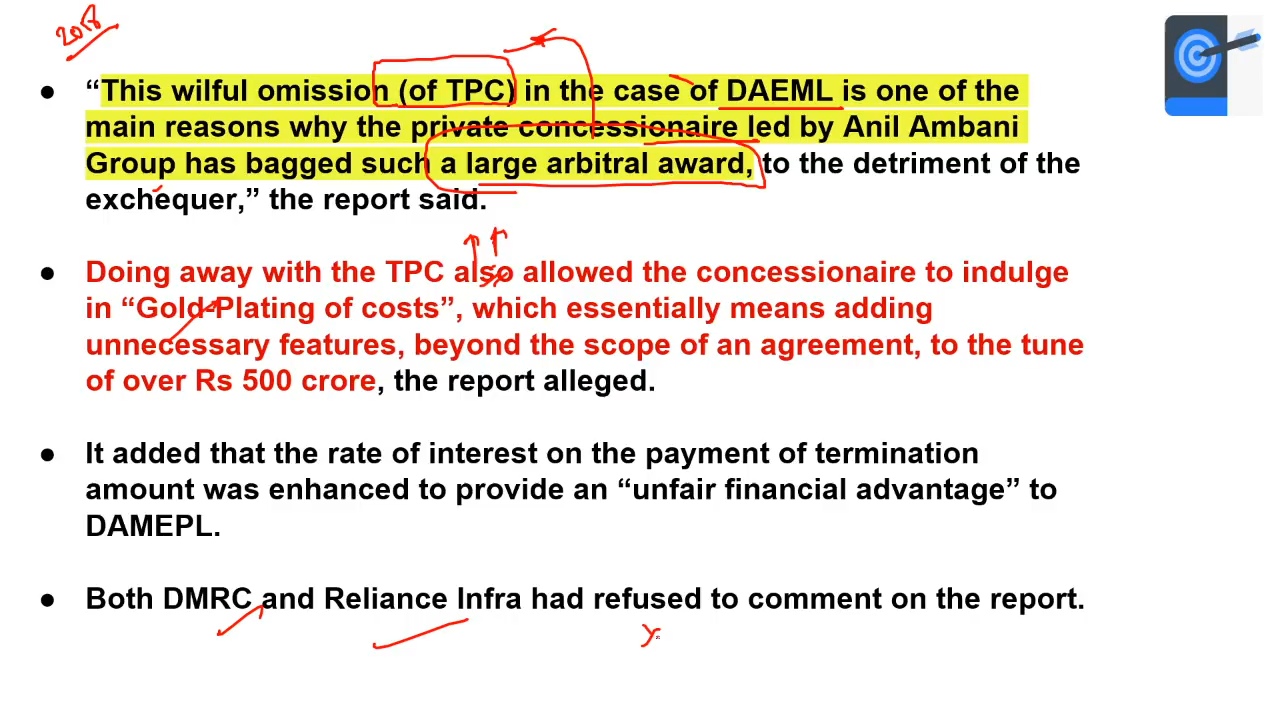 2018
● “This wilful omission (of TPC) in the case of DAEML is one of the
main reasons why the private concessionaire led by Anil Ambani
Group has bagged such a large arbitral award, to the detriment of the
exchequer,” the report said.
● Doing away with the TPC also allowed the concessionaire to indulge
in “Gold-Plating of costs”, which essentially means adding
unnecessary features, beyond the scope of an agreement, to the tune
of over Rs 500 crore, the report alleged.
● It added that the rate of interest on the payment of termination
amount was enhanced to provide an “unfair financial advantage” to
DAMEPL.
● Both DMRC and Reliance Infra had refused to comment on the report.